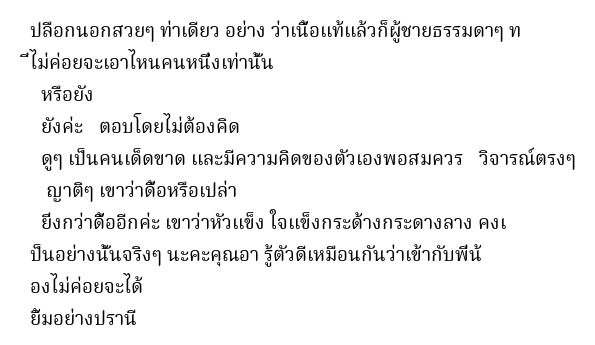 ปลือกนอกสวยๆ ท่าเดียว อย่าง ว่าเนื้อแท้แล้วก็ผู้ชายธรรมดาๆ ท
ี่ไม่ค่อยจะเอาไหนคนหนึ่งเท่านั้น
หรือยัง
ยังค่ะ ตอบโดยไม่ต้องคิด
ดูๆ เป็นคนเด็ดขาด และมีความคิดของตัวเองพอสมควร วิจารณ์ตรงๆ
ญาติๆ เขาว่าดื้อหรือเปล่า
ยิ่งกว่าดื้ออีกค่ะ เขาว่าหัวแข็ง ใจแข็งกระด้างกระดางลาง คงเ
ป็นอย่างนั้นจริงๆ นะคะคุณอา รู้ตัวดีเหมือนกันว่าเข้ากับพี่น้
องไม่ค่อยจะได้
ยิ้มอย่างปรานี